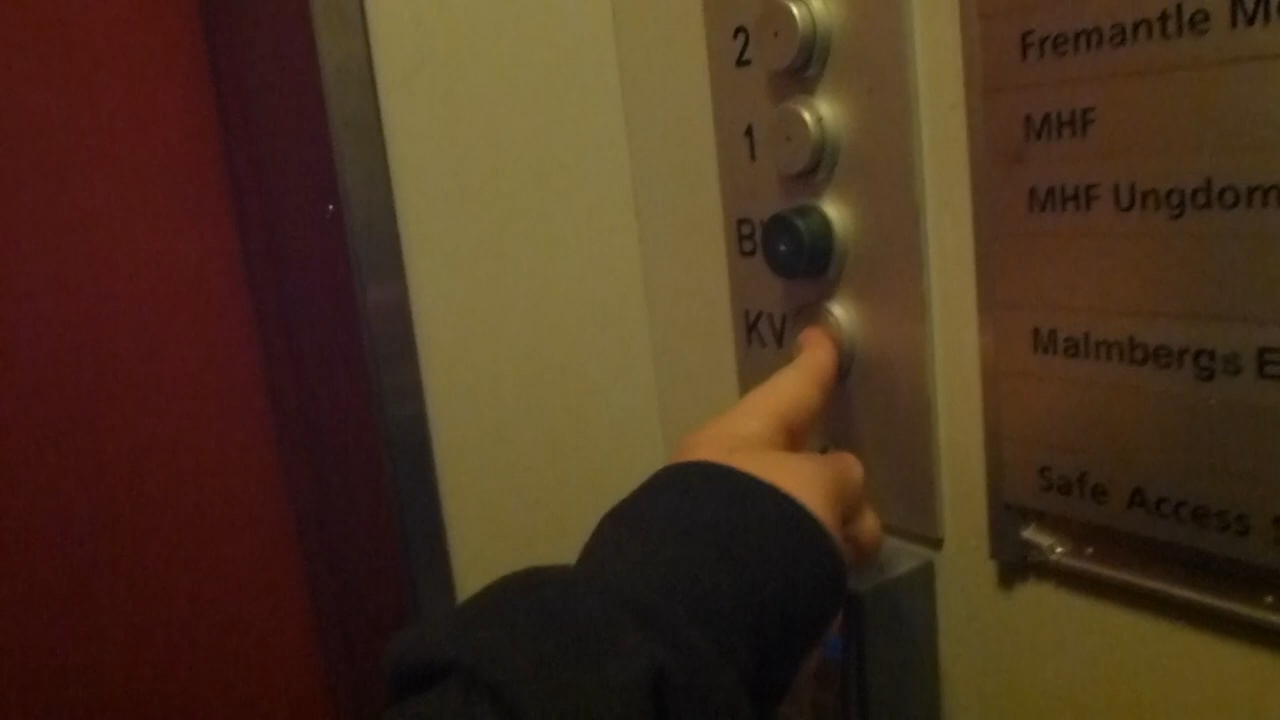 2
1
B
KV
Fremantle
MHF
MHF Ungdom
Malmbergs
Safe Access